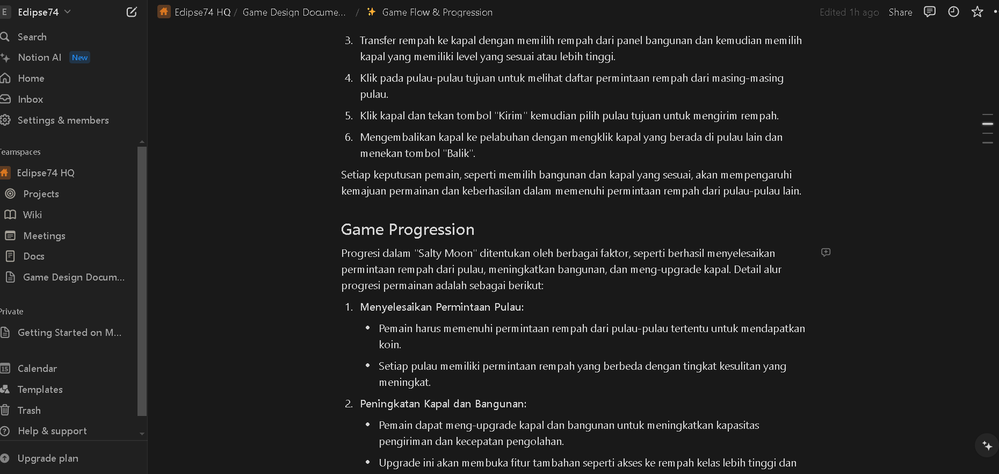 E Eclipse74
Search
Notion AI New
Home
Inbox
Settings & members
Teamspaces
Eclipse74 HQ
Projects
Wiki
Meetings
Docs
Game Design Docum...
Private
Getting Started on M...
15 Calendar
Templates
Trash
Help & support
Upgrade plan
Eclipse74 HQ / Game Design Docume... / Game Flow & Progression
Edited 1h ago Share
3. Transfer rempah ke kapal dengan memilih rempah dari panel bangunan dan kemudian memilih
kapal yang memiliki level yang sesuai atau lebih tinggi.
4. Klik pada pulau-pulau tujuan untuk melihat daftar permintaan rempah dari masing-masing
pulau.
5. Klik kapal dan tekan tombol "Kirim" kemudian pilih pulau tujuan untuk mengirim rempah.
6. Mengembalikan kapal ke pelabuhan dengan mengklik kapal yang berada di pulau lain dan
menekan tombol "Balik".
Setiap keputusan pemain, seperti memilih bangunan dan kapal yang sesuai, akan mempengaruhi
kemajuan permainan dan keberhasilan dalam memenuhi permintaan rempah dari pulau-pulau lain.
Game Progression
Progresi dalam "Salty Moon" ditentukan oleh berbagai faktor, seperti berhasil menyelesaikan
permintaan rempah dari pulau, meningkatkan bangunan, dan meng-upgrade kapal. Detail alur
progresi permainan adalah sebagai berikut:
1. Menyelesaikan Permintaan Pulau:
• Pemain harus memenuhi permintaan rempah dari pulau-pulau tertentu untuk mendapatkan
koin.
• Setiap pulau memiliki permintaan rempah yang berbeda dengan tingkat kesulitan yang
meningkat.
2. Peningkatan Kapal dan Bangunan:
• Pemain dapat meng-upgrade kapal dan bangunan untuk meningkatkan kapasitas
pengiriman dan kecepatan pengolahan.
• Upgrade ini akan membuka fitur tambahan seperti akses ke rempah kelas lebih tinggi dan